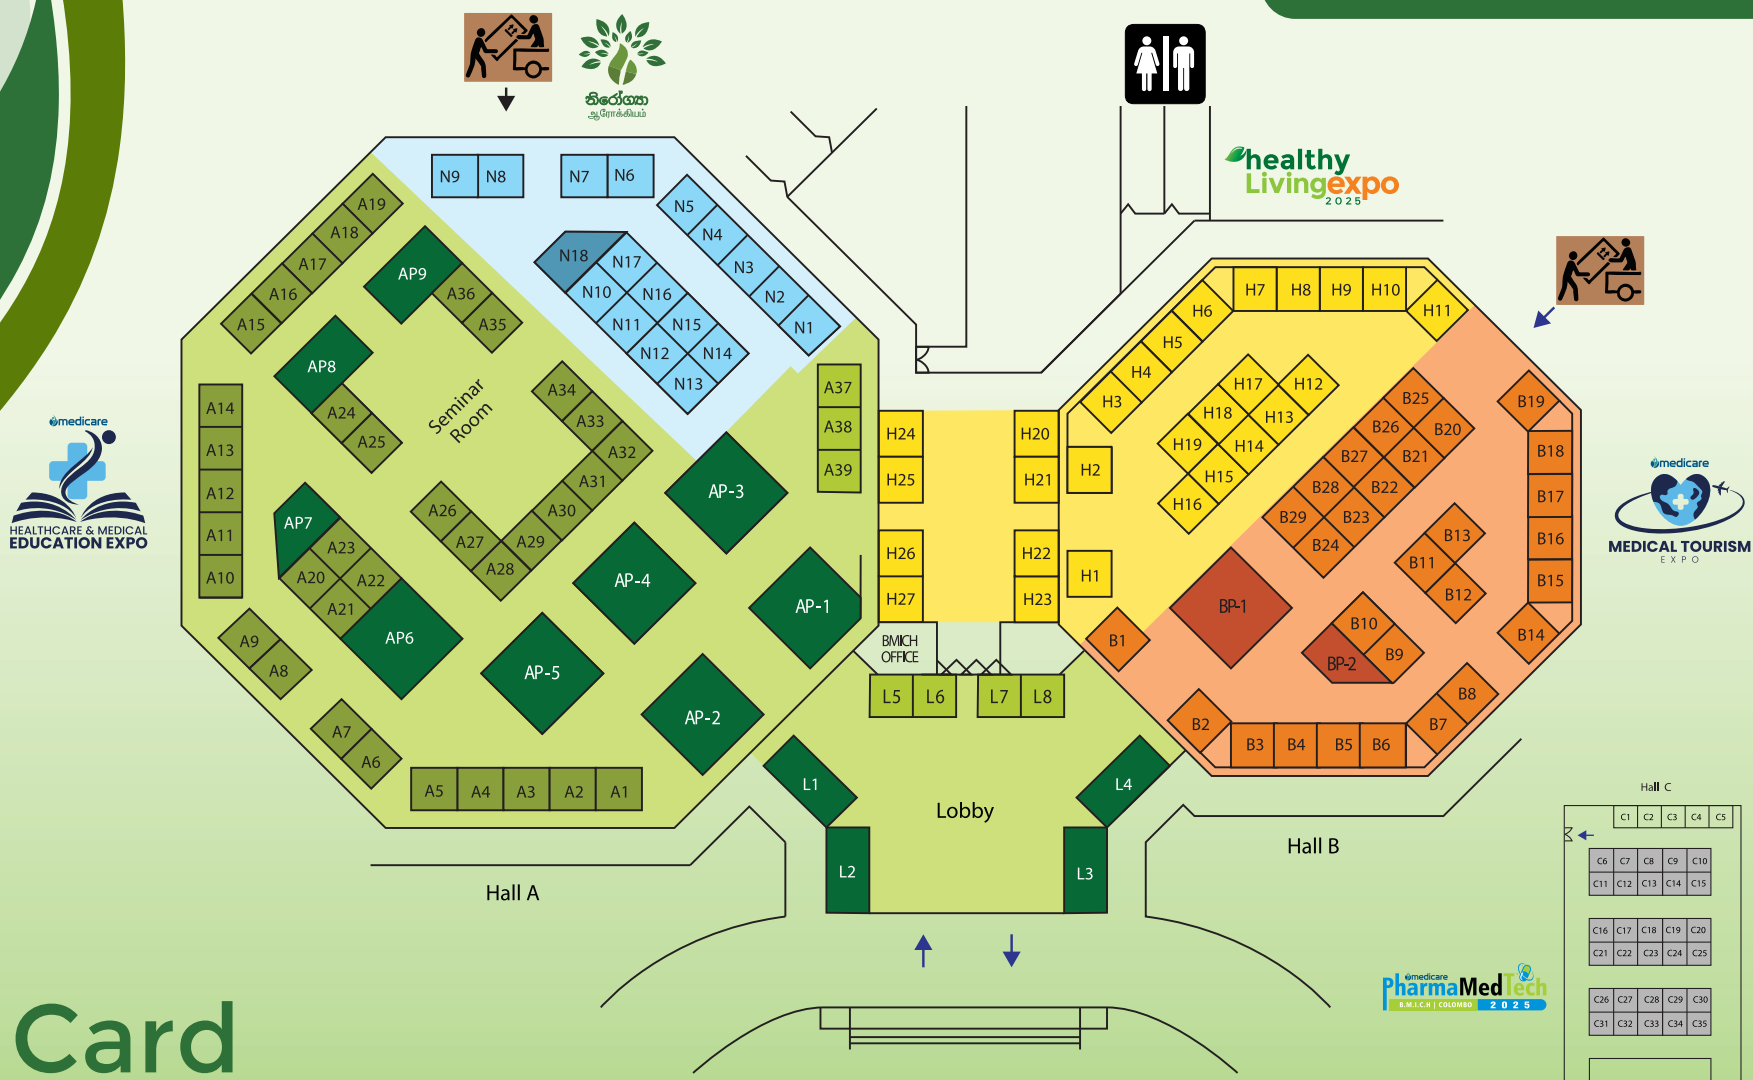 නිරෝගයා
ஆரோக்கியம்
healthy
Livingexpo
2025
N9 N8 N7 N6
N5
N4
N3
N2
N1
N18
N17
N10
N16
N11
N15
N12
N14
N13
A19
A18
A17
A16
A15
AP9
A36
A35
AP8
A24
A25
Seminar
Room
A34
A33
A32
A31
A30
A29
A28
A27
A26
A14
A13
A12
A11
A10
AP7
A23
A20
A22
A21
AP6
A9
A8
A7
A6
A5 A4 A3 A2 A1
AP-3
AP-4
AP-5
AP-1
AP-2
A37
A38
A39
H24
H25
H26
H27
H20
H21
H22
H23
H2
H1
H3
H4
H5
H6
H7 H8 H9 H10
H11
H17
H12
H18
H13
H19
H14
H15
H16
B25
B26
B20
B27
B21
B28
B22
B29
B23
B24
B19
B18
B17
B16
B15
B14
B13
B11
B12
B10
B9
BP-1
BP-2
B1
B2
B3 B4 B5 B6
B7
B8
BMICH
OFFICE
L5 L6 L7 L8
L1
L4
L2
L3
Lobby
Hall A
Hall B
medicare
HEALTHCARE & MEDICAL
EDUCATION EXPO
medicare
MEDICAL TOURISM
EXPO
Hall C
C1 C2 C3 C4 C5
C6 C7 C8 C9 C10
C11 C12 C13 C14 C15
C16 C17 C18 C19 C20
C21 C22 C23 C24 C25
C26 C27 C28 C29 C30
C31 C32 C33 C34 C35
medicare
PharmaMedTech
B.M.I.C.H | COLOMBO 2025
Card